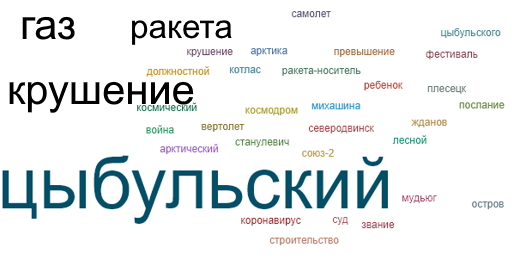 самолет
газ ракета
цыбульского
крушение арктика превышение фестиваль
должностной котлас ракета-носитель
ребенок плесецк
крушение
космический космодром михашина послание
жданов
война вертолет северодвинск
станулевич лесной
арктический союз-2
цыбульский
мудьюг остров
коронавирус суд звание
строительство